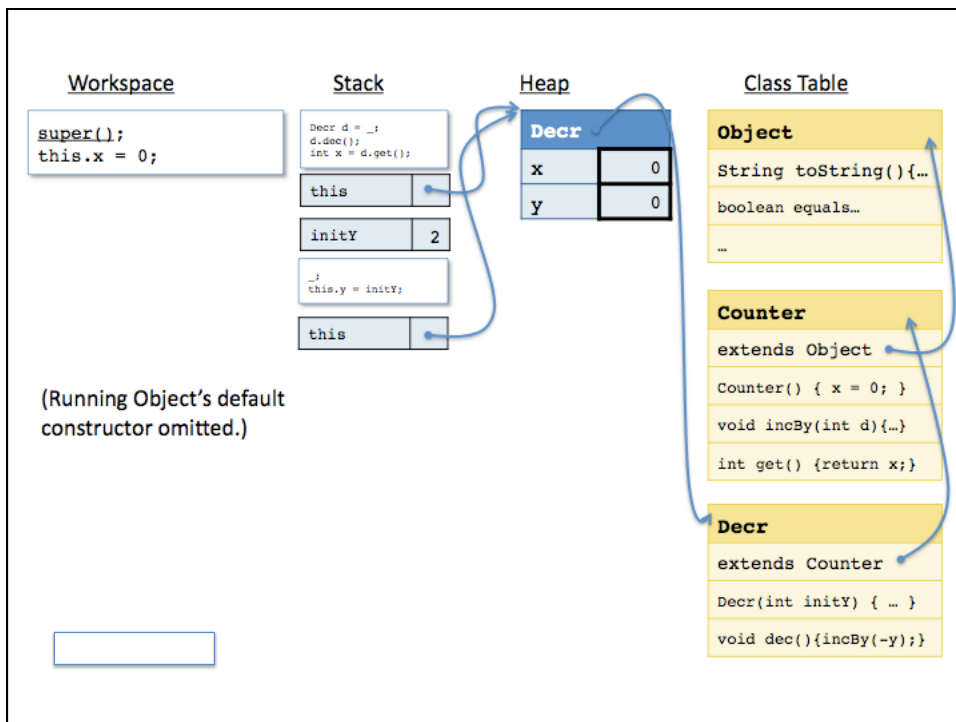 Workspace
super();
this.x = 0;
(Running Object's default
constructor omitted.)
Stack
Decr d = _;
d.dec();
int x = d.get();
this
initY 2
_;
this.y = initY;
this
Heap
Decr
x 0
y 0
Class Table
Object
String toString(){…
boolean equals…
…
Counter
extends Object
Counter() { x = 0; }
void incBy(int d){…}
int get() {return x;}
Decr
extends Counter
Decr(int initY) { … }
void dec(){incBy(-y);}